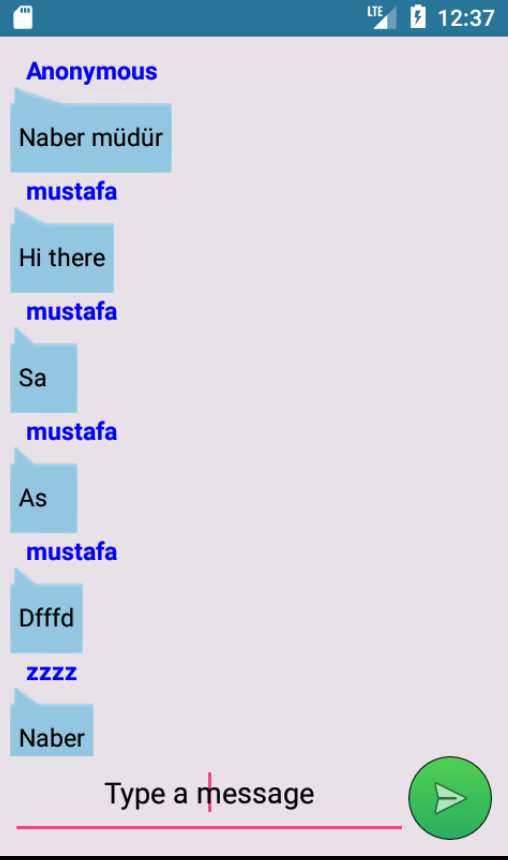 LTE 12:37
Anonymous
Naber müdür
mustafa
Hi there
mustafa
Sa
mustafa
As
mustafa
Dfffd
zzzz
Naber
Type a message